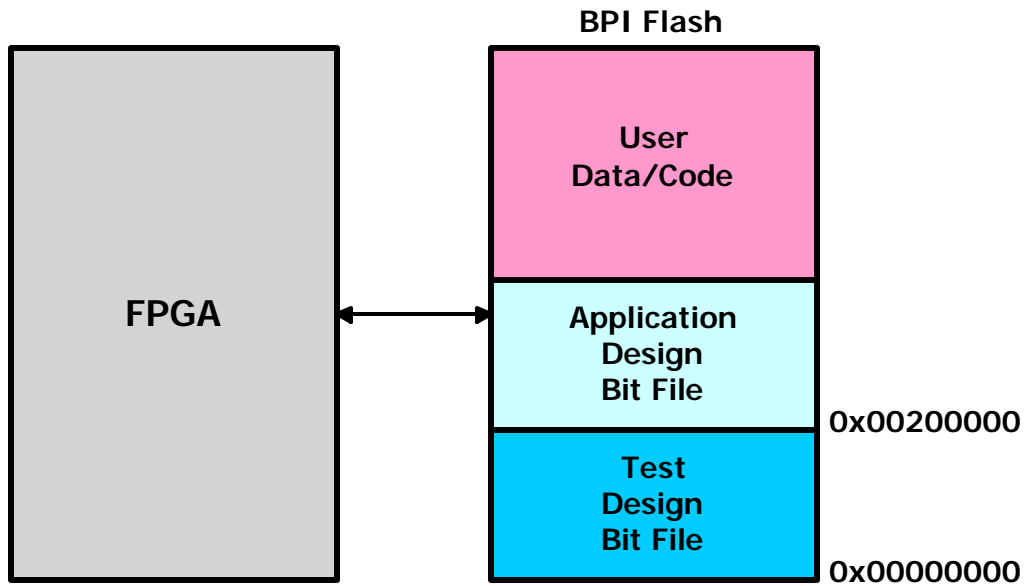 BPI Flash
User
Data/Code
FPGA
Application
Design
Bit File
0x00200000
Test
Design
Bit File
0x00000000